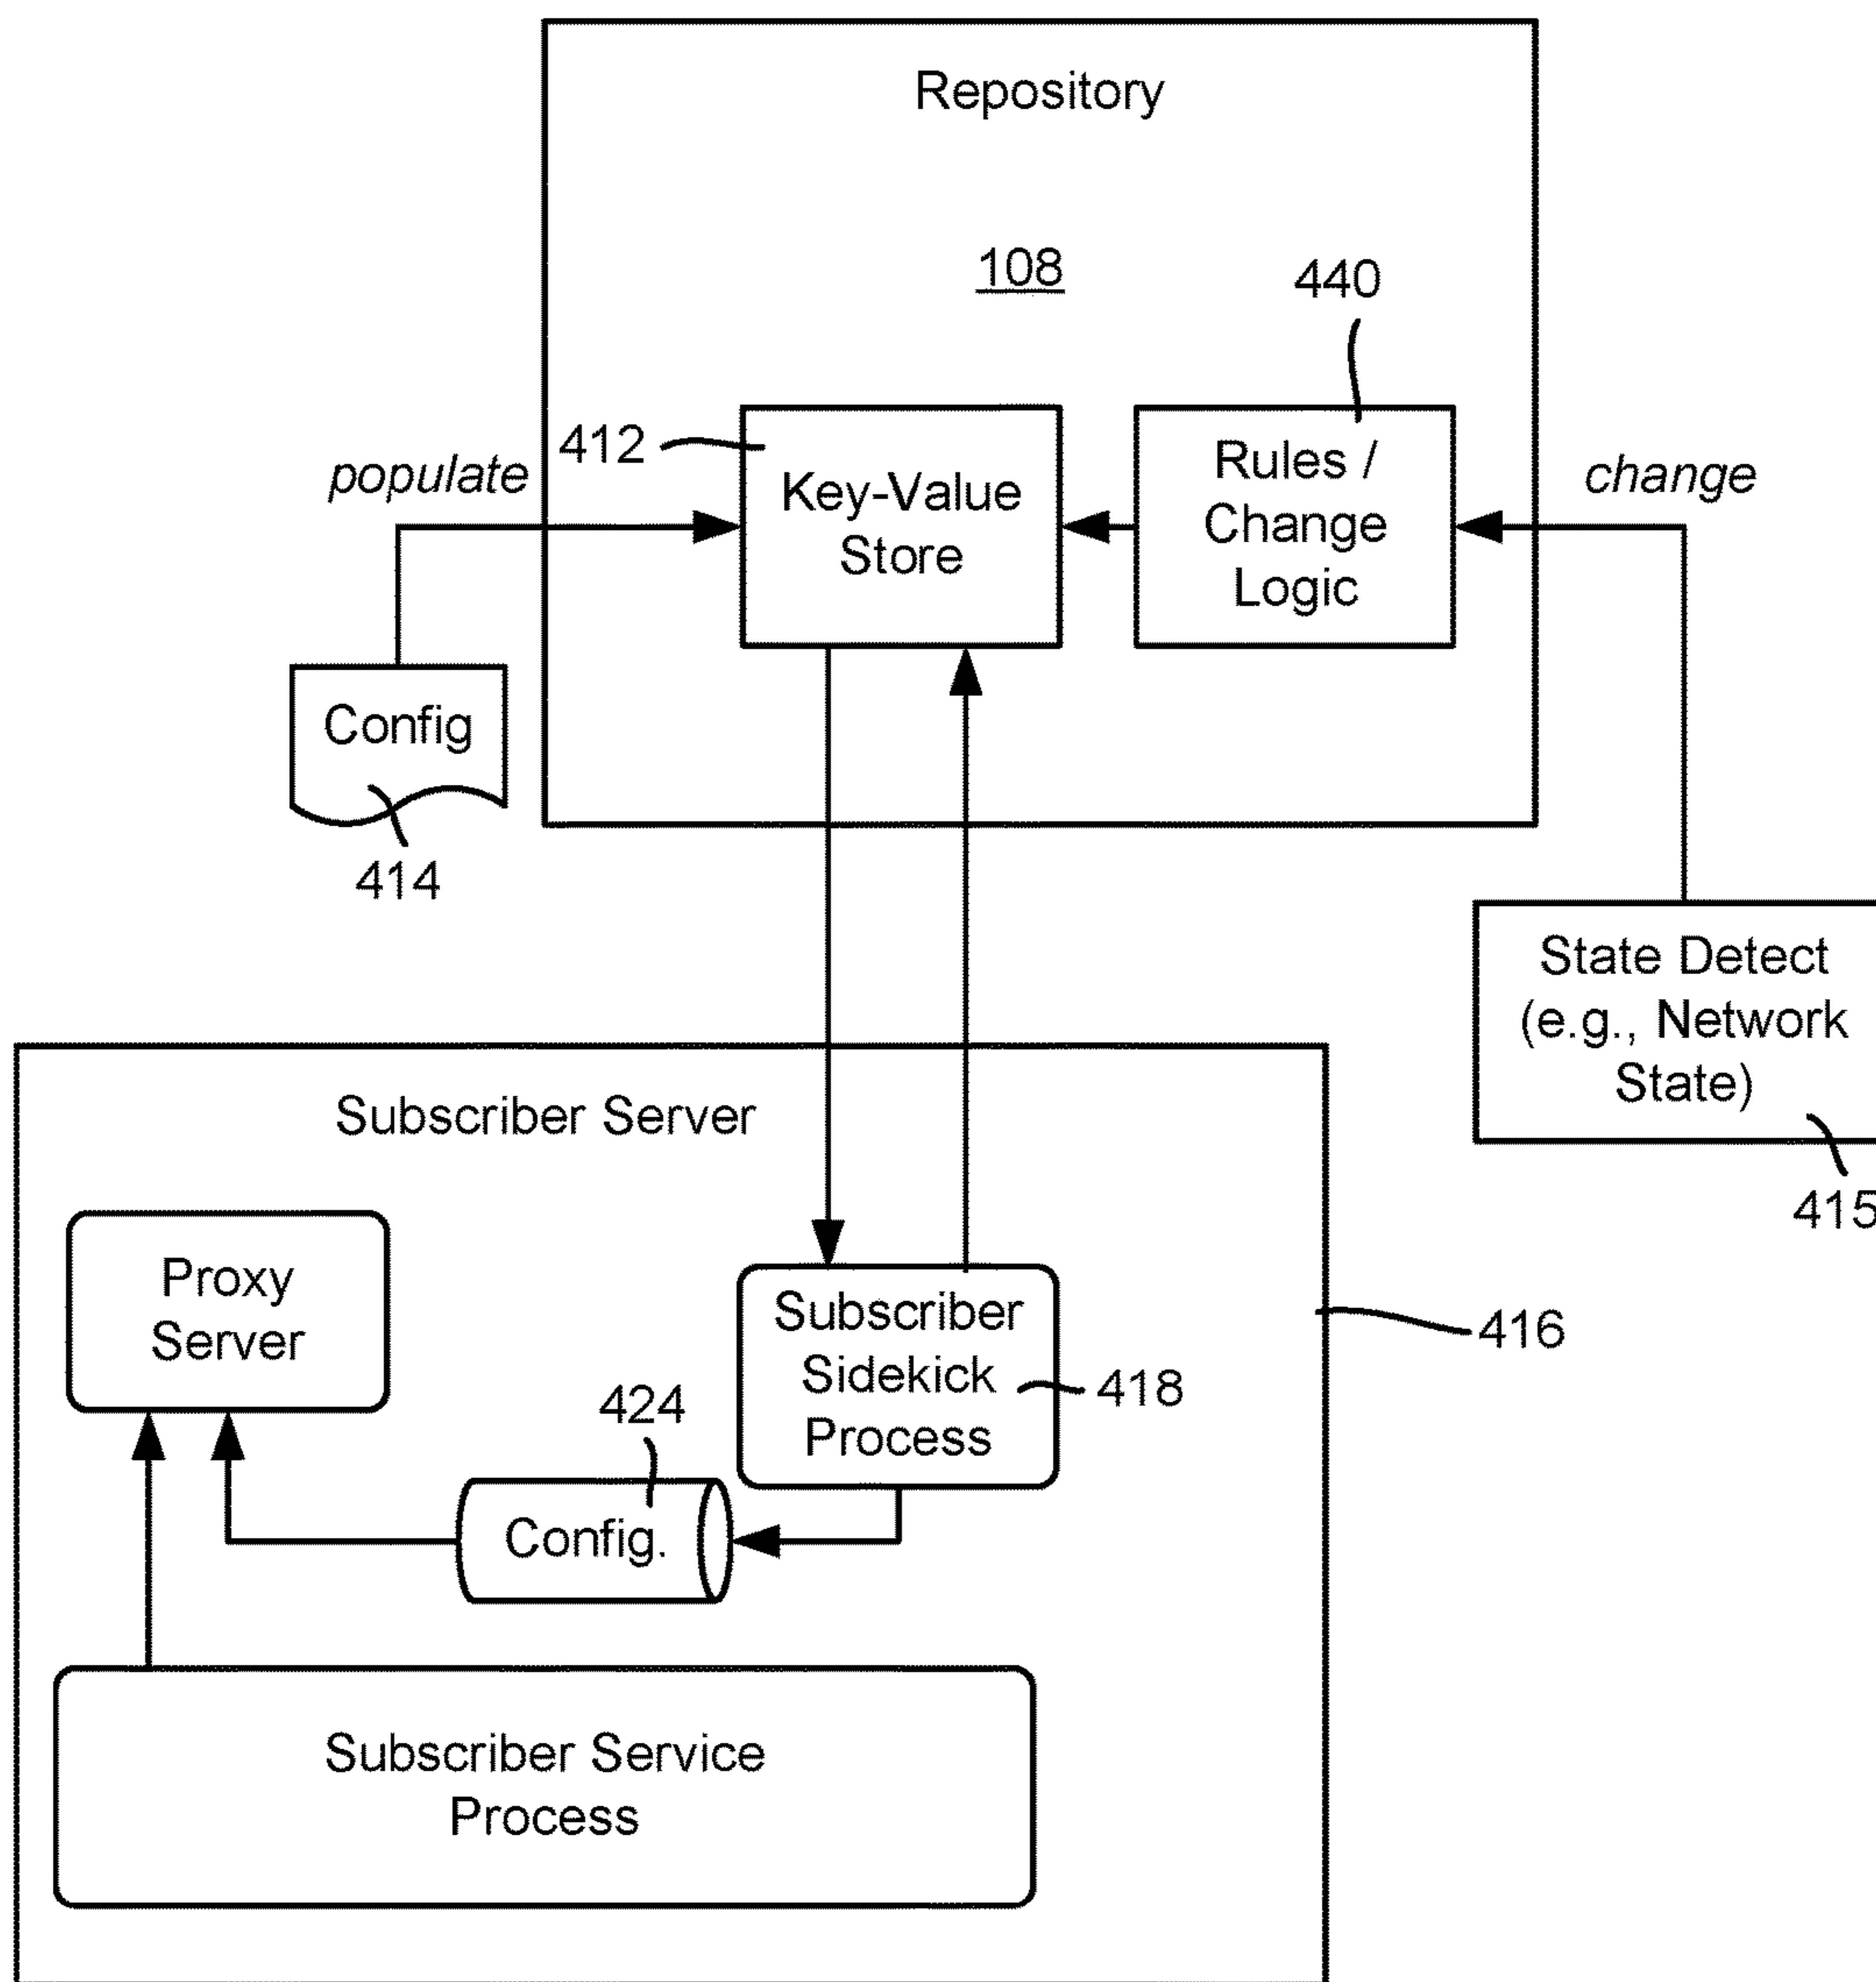 Repository
108
440
412
populate
Key-Value
Store
Rules /
Change
Logic
change
Config
414
State Detect
(e.g., Network
State)
415
Subscriber Server
Proxy
Server
Subscriber
Sidekick
Process
416
418
424
Config.
Subscriber Service
Process